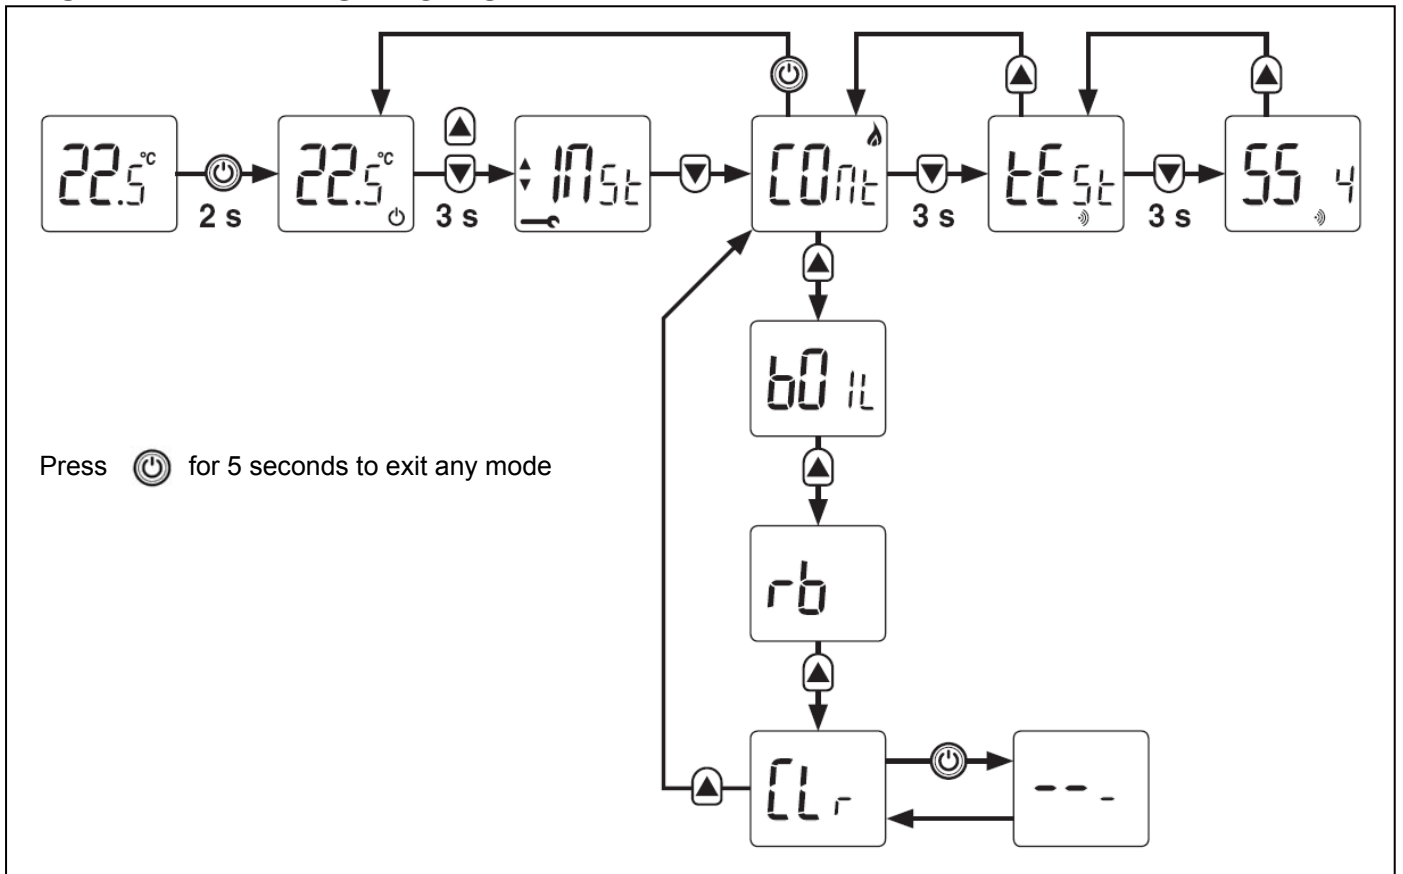 22.5°C
2 s
22.5°C
3 s
INSt
CONt
3 s
tESt
3 s
SS 4
bOIL
Press for 5 seconds to exit any mode
rb
CLr
---